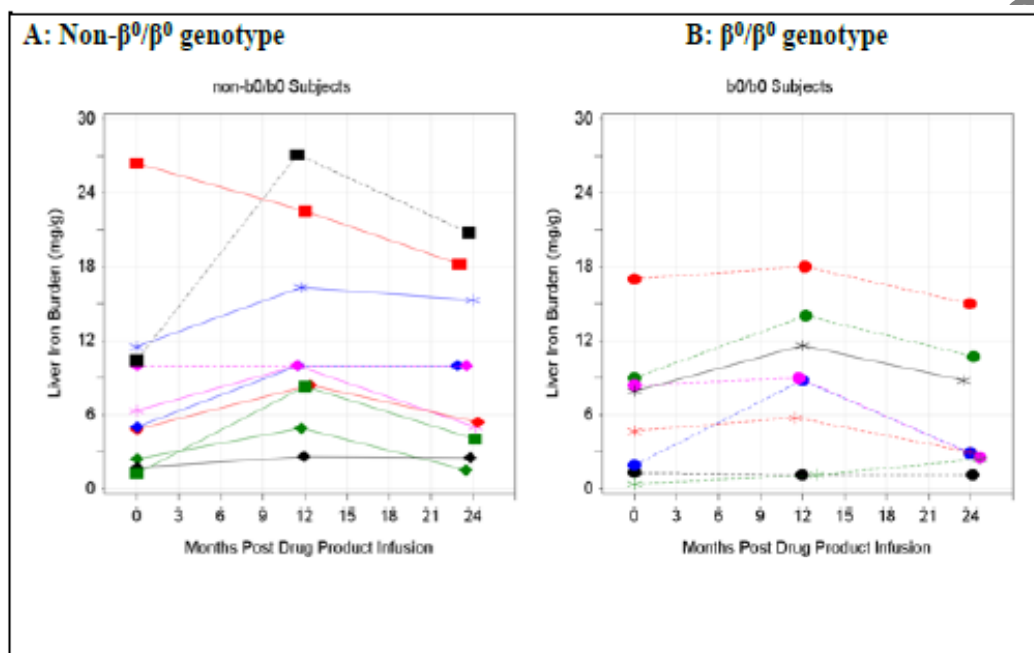 A: Non-β⁰/β⁰ genotype
B: β⁰/β⁰ genotype
non-b0/b0 Subjects
30
24
18
12
6
0
Liver Iron Burden (mg/g)
0 3 6 9 12 15 18 21 24
Months Post Drug Product Infusion
b0/b0 Subjects
30
24
18
12
6
0
Liver Iron Burden (mg/g)
0 3 6 9 12 15 18 21 24
Months Post Drug Product Infusion